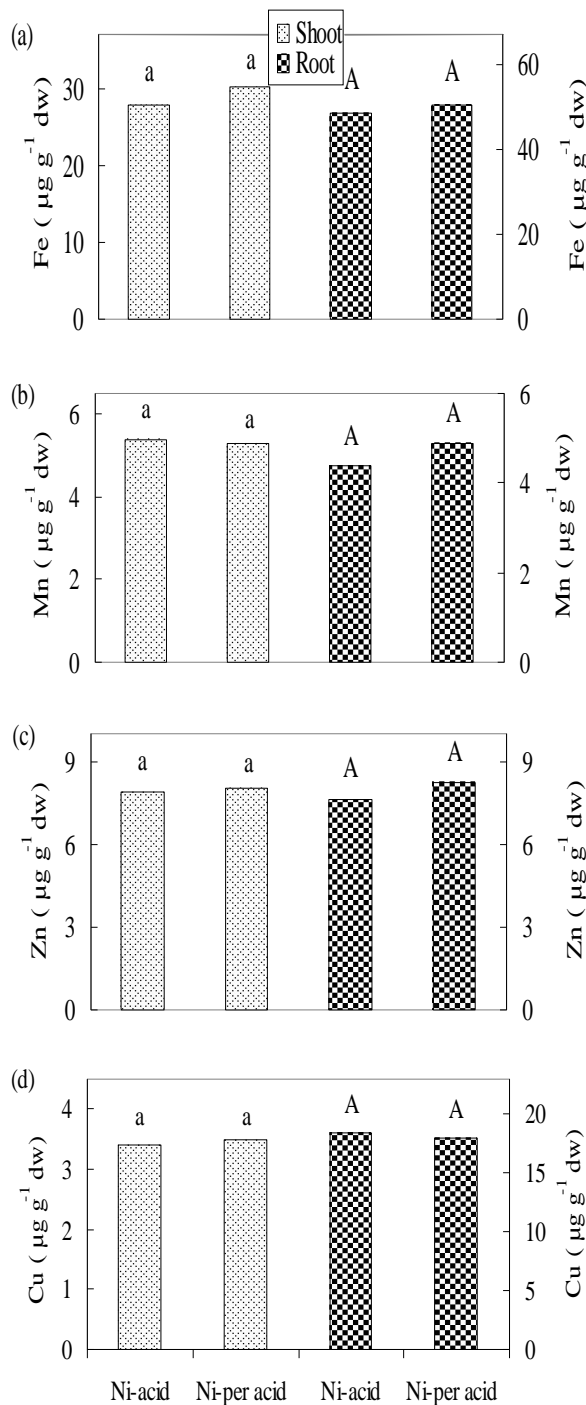 (a)
Shoot
Root
a a A A
30
20
10
0
60
40
20
0
Fe ( µg g-1 dw)
Fe ( µg g-1 dw)
(b)
a a A A
6
4
2
0
6
4
2
0
Mn ( µg g-1 dw)
Mn ( µg g-1 dw)
(c)
a a A A
9
6
3
0
9
6
3
0
Zn ( µg g-1 dw)
Zn ( µg g-1 dw)
(d)
a a A A
4
3
2
1
0
20
15
10
5
0
Cu ( µg g-1 dw)
Cu ( µg g-1 dw)
Ni-acid Ni-per acid Ni-acid Ni-per acid